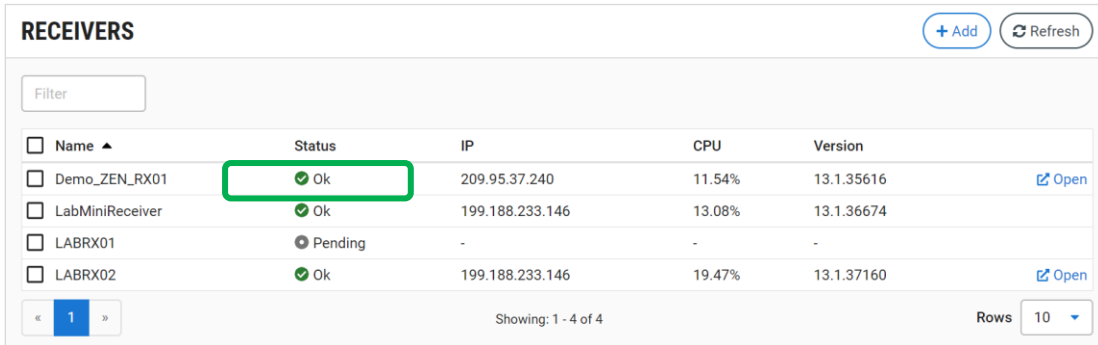 RECEIVERS + Add Refresh
Filter
Name Status IP CPU Version
Demo_ZEN_RX01 Ok 209.95.37.240 11.54% 13.1.35616 Open
LabMiniReceiver Ok 199.188.233.146 13.08% 13.1.36674
LABRX01 Pending - - -
LABRX02 Ok 199.188.233.146 19.47% 13.1.37160 Open
« 1 » Showing: 1 - 4 of 4 Rows 10